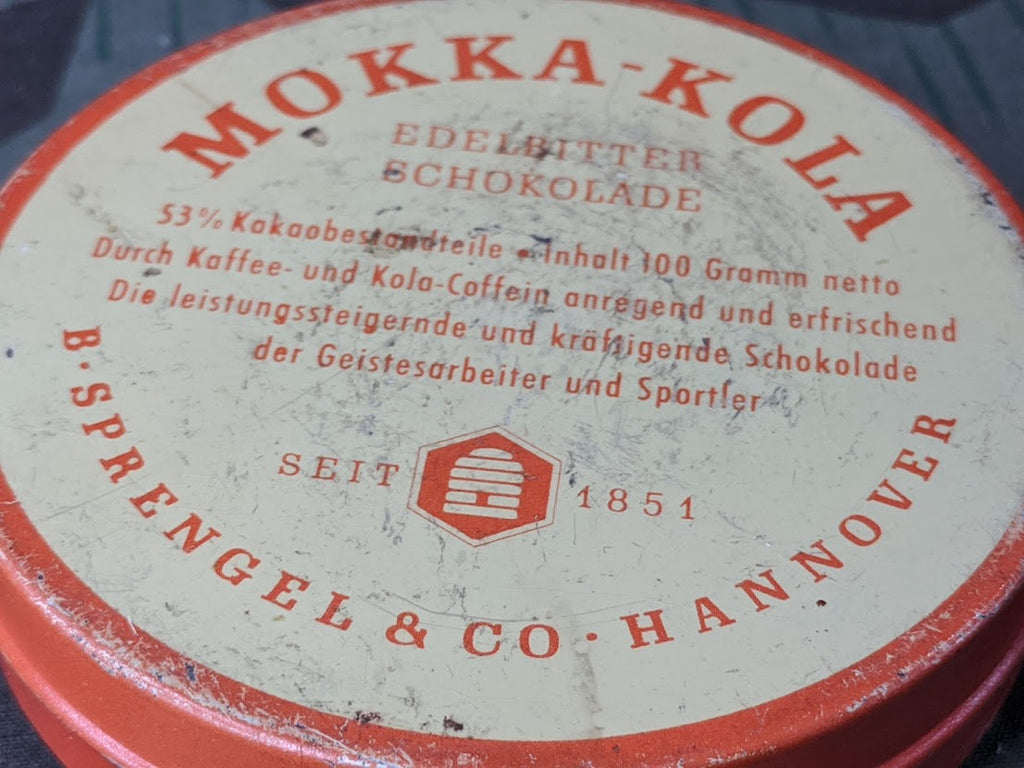 MOKKA-KOLA
EDELBITTER
SCHOKOLADE
53% Kakaobestandteile • Inhalt 100 Gramm netto
Durch Kaffee- und Kola-Coffein anregend und erfrischend
Die leistungssteigernde und kräftigende Schokolade
der Geistesarbeiter und Sportler
SEIT 1851
B. SPRENGEL & CO · HANNOVER